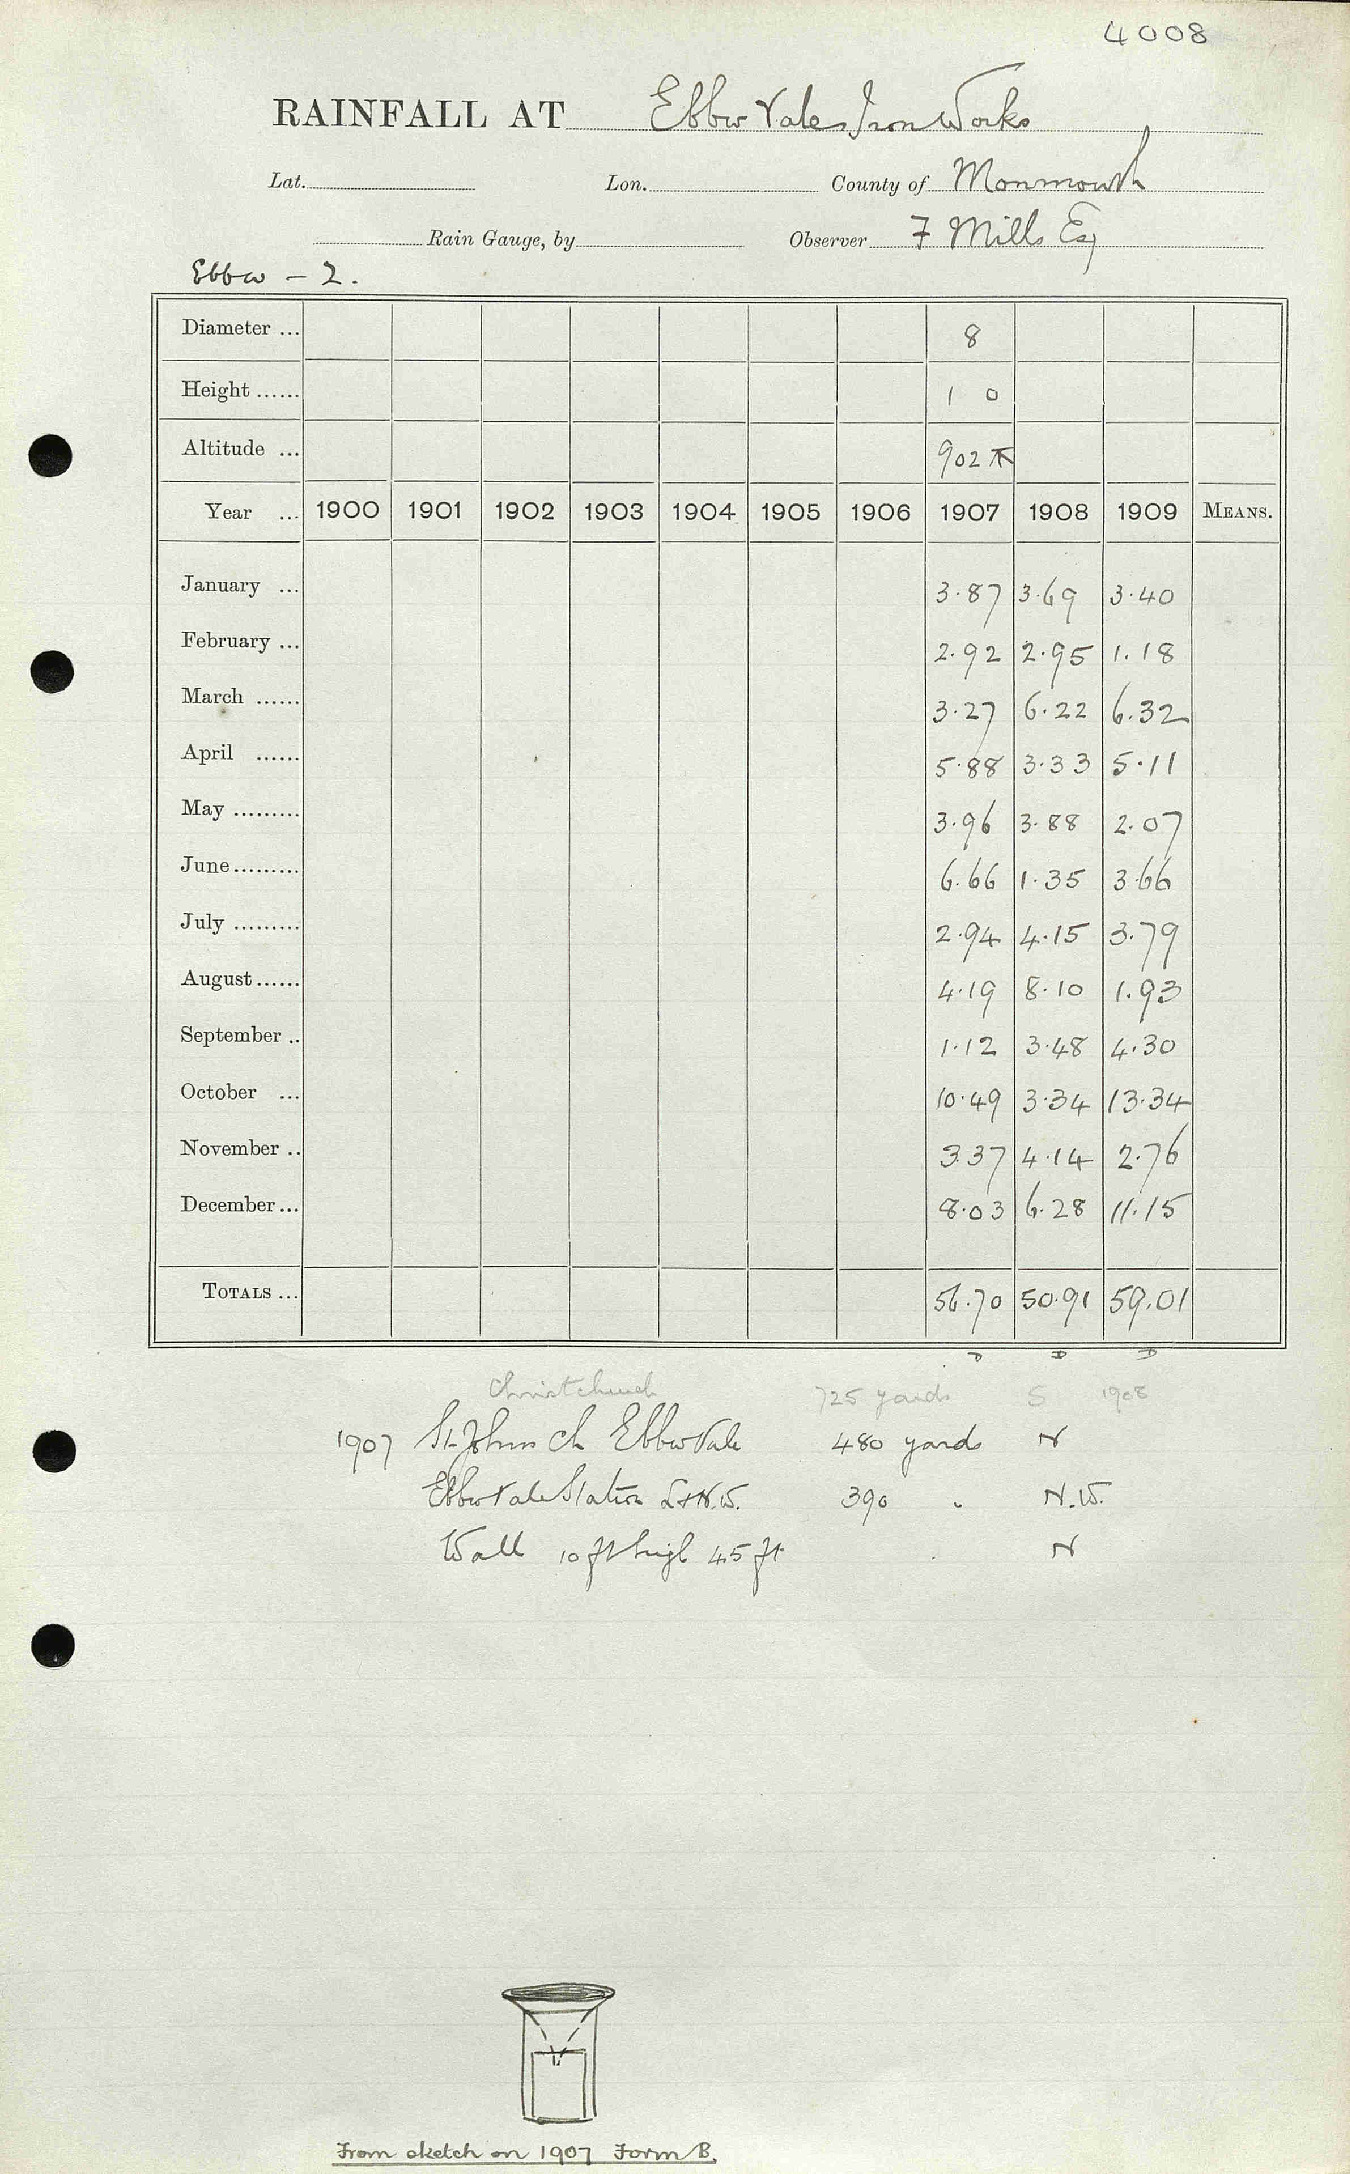 4008
RAINFALL AT Ebbw Vale Iron Works
Lat. Lon. County of Monmouth
Rain Gauge, by Observer F Mills Esq
Ebbw - 2.
Diameter ... 8
Height ...... 1 0
Altitude ... 902
Year ... 1900 1901 1902 1903 1904 1905 1906 1907 1908 1909 MEANS.
January ... 3.87 3.69 3.40
February ... 2.92 2.95 1.18
March ...... 3.27 6.22 6.32
April ...... 5.88 3.33 5.11
May ......... 3.96 3.88 2.07
June ......... 6.66 1.35 3.66
July ......... 2.94 4.15 3.79
August ...... 4.19 8.10 1.93
September .. 1.12 3.48 4.30
October ... 10.49 3.34 13.34
November .. 3.37 4.14 2.76
December ... 8.03 6.28 11.15
TOTALS ... 56.70 50.91 59.01
D D D
Christchurch 725 yards S 1908
1907 St Johns Ch Ebbw Vale 480 yards N
Ebbw Vale Station L+N.W. 390 " N.W.
Wall 10 ft high 45 ft N
From sketch on 1907 Form B.